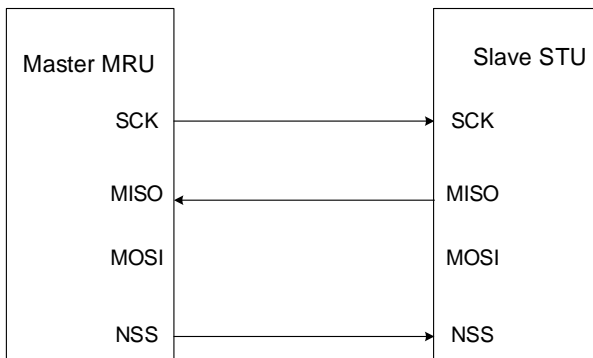 Master MRU
Slave STU
SCK
SCK
MISO
MISO
MOSI
MOSI
NSS
NSS